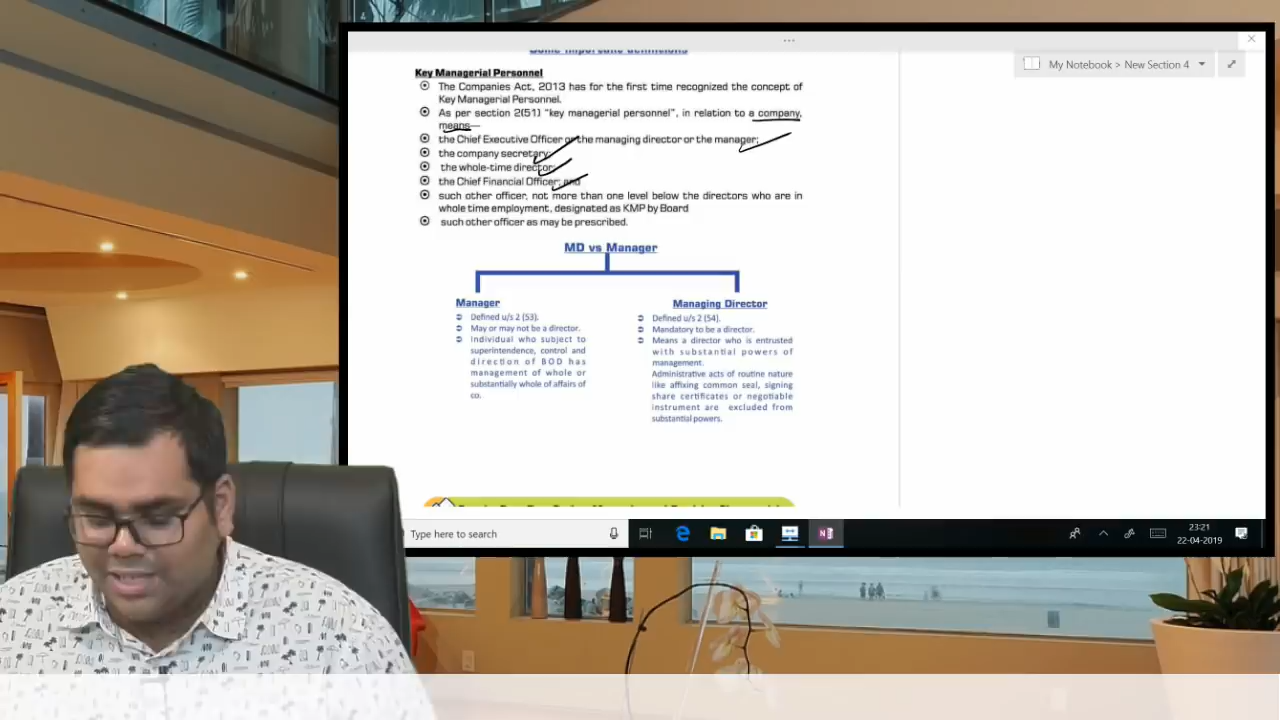 Some important definitions
My Notebook > New Section 4
Key Managerial Personnel
The Companies Act, 2013 has for the first time recognized the concept of
Key Managerial Personnel.
As per section 2(51) "key managerial personnel", in relation to a company,
means—
the Chief Executive Officer or the managing director or the manager;
the company secretary;
the whole-time director;
the Chief Financial Officer; and
such other officer, not more than one level below the directors who are in
whole time employment, designated as KMP by Board
such other officer as may be prescribed.
MD vs Manager
Manager
Defined u/s 2 (53).
May or may not be a director.
Individual who subject to
superintendence, control and
direction of BOD has
management of whole or
substantially whole of affairs of
co.
Managing Director
Defined u/s 2 (54).
Mandatory to be a director.
Means a director who is entrusted
with substantial powers of
management.
Administrative acts of routine nature
like affixing common seal, signing
share certificates or negotiable
instrument are excluded from
substantial powers.
Type here to search
23:21
22-04-2019